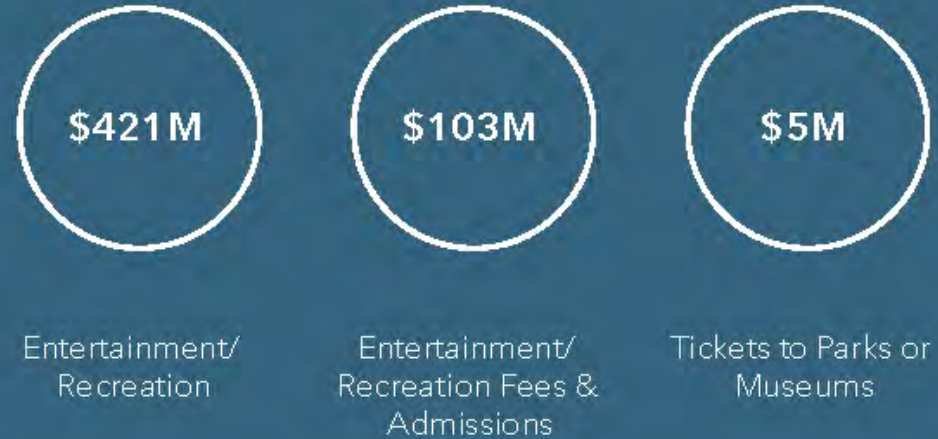 $421M
$103M
$5M
Entertainment/
Recreation
Entertainment/
Recreation Fees &
Admissions
Tickets to Parks or
Museums